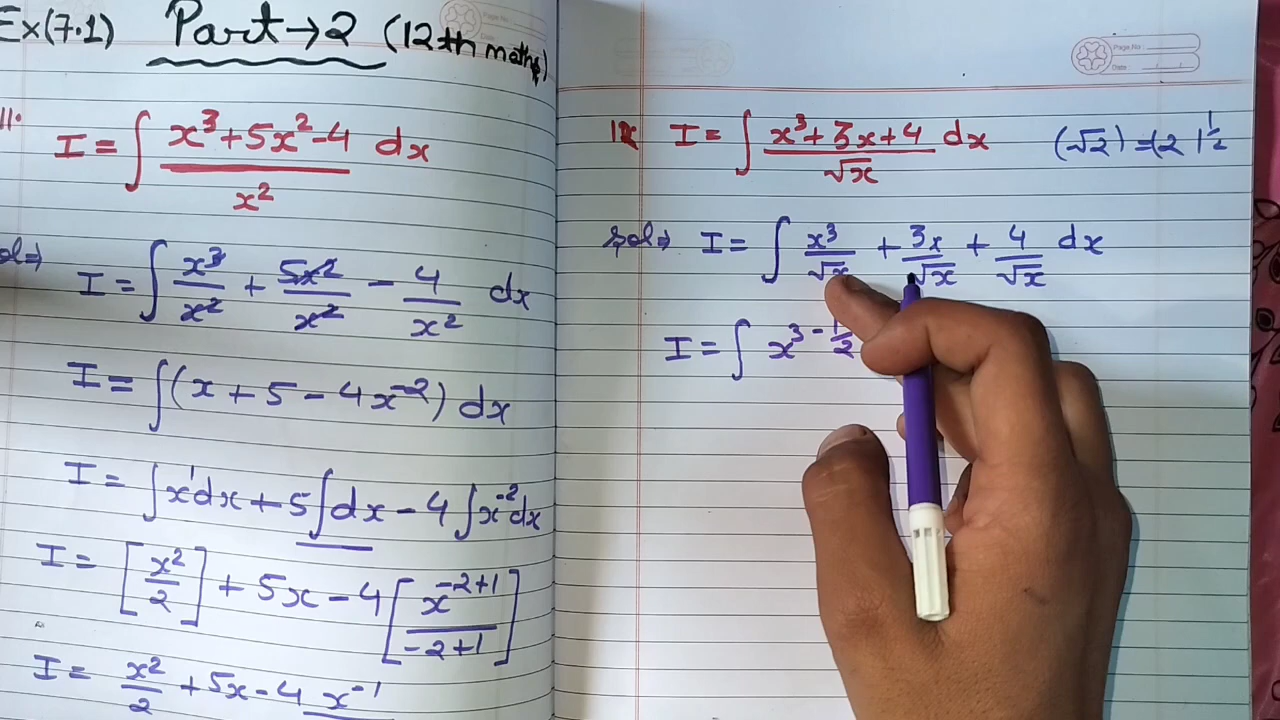 Ex(7.1) Part→2 (12th maths)
11. I = ∫ x³+5x²-4 / x² dx
Sol⇒ I = ∫ x³/x² + 5x²/x² - 4/x² dx
I = ∫(x + 5 - 4x⁻²) dx
I = ∫x¹dx + 5∫dx - 4∫x⁻²dx
I = [x²/2] + 5x - 4[x⁻²⁺¹/-2+1]
I = x²/2 + 5x - 4 x⁻¹
Page No
12 I = ∫ x³+3x+4 / √x dx (√2) = (2)^1/2
Sol⇒ I = ∫ x³/√x + 3x/√x + 4/√x dx
I = ∫ x^3-1/2